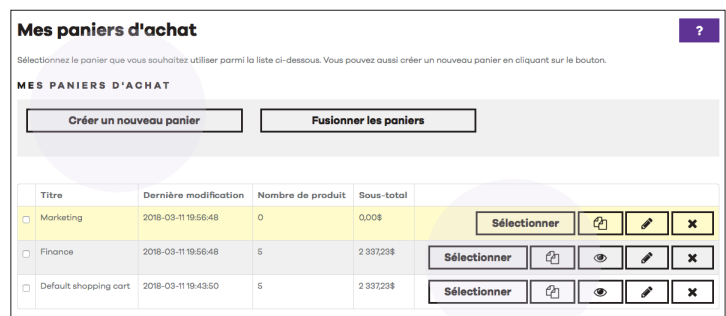 Mes paniers d'achat
?
Sélectionnez le panier que vous souhaitez utiliser parmi la liste ci-dessous. Vous pouvez aussi créer un nouveau panier en cliquant sur le bouton.
MES PANIERS D'ACHAT
Créer un nouveau panier Fusionner les paniers
Titre Dernière modification Nombre de produit Sous-total
Marketing 2018-03-11 19:56:48 0 0,00$ Sélectionner
Finance 2018-03-11 19:56:48 5 2 337,23$ Sélectionner
Default shopping cart 2018-03-11 19:43:50 5 2 337,23$ Sélectionner